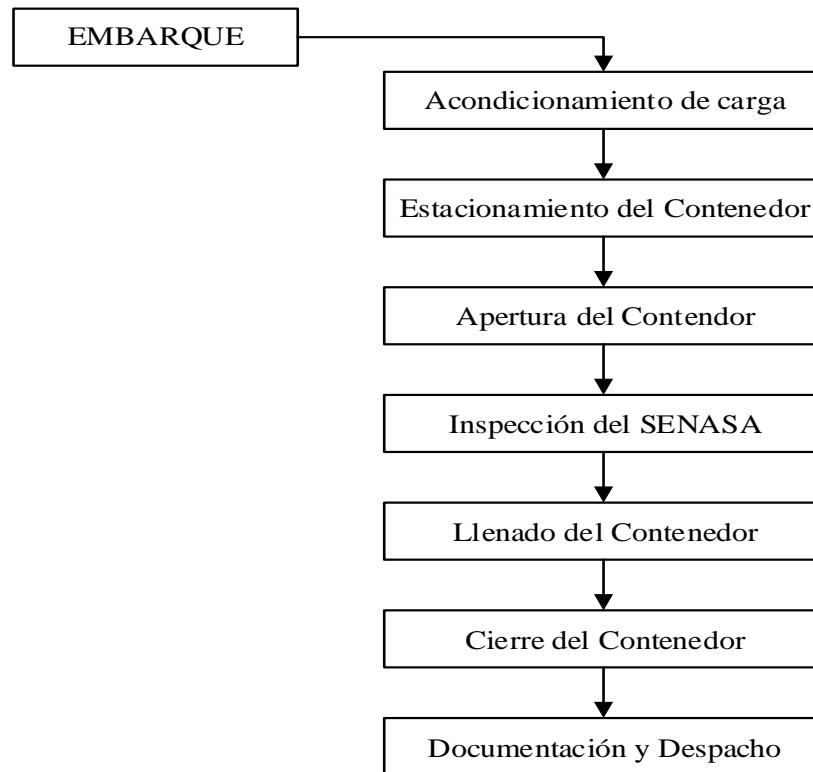 EMBARQUE
Acondicionamiento de carga
Estacionamiento del Contenedor
Apertura del Contendor
Inspección del SENASA
Llenado del Contenedor
Cierre del Contenedor
Documentación y Despacho